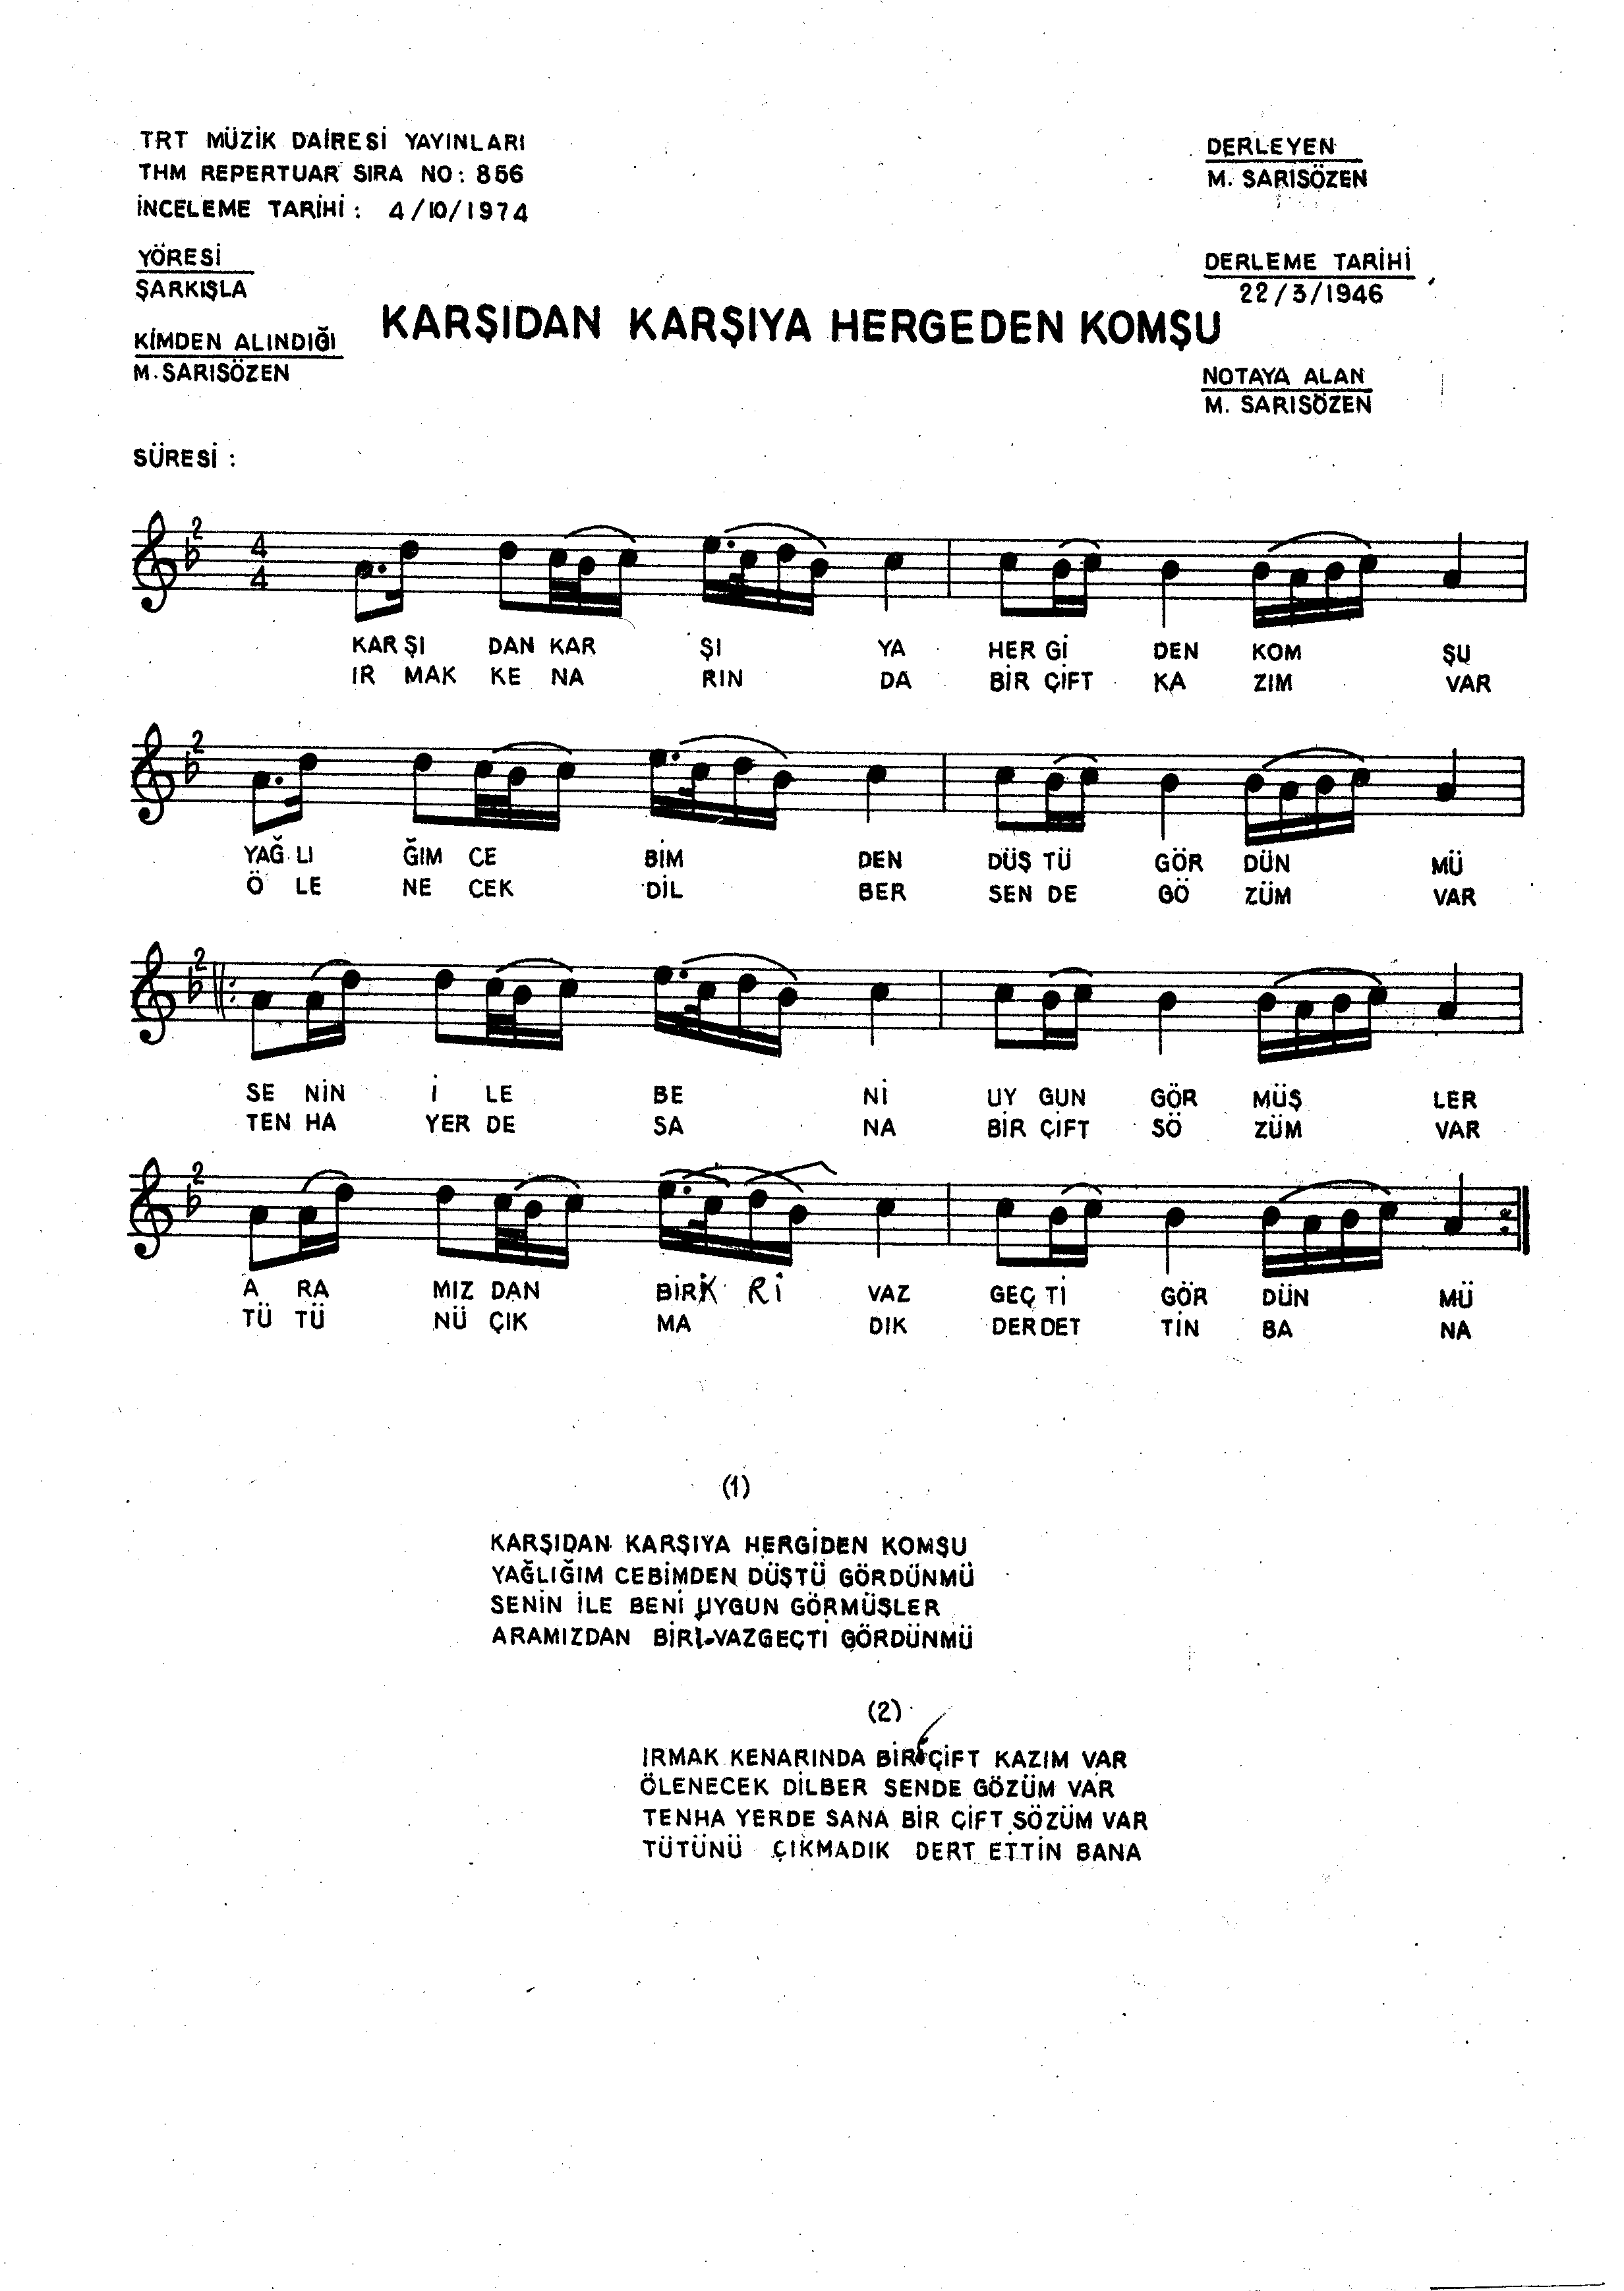 TRT MÜZİK DAİRESİ YAYINLARI
THM REPERTUAR SIRA NO: 856
İNCELEME TARİHİ: 4/10/1974
DERLEYEN
M. SARISÖZEN
YÖRESİ
ŞARKIŞLA
DERLEME TARİHİ
22/3/1946
KARŞIDAN KARŞIYA HERGEDEN KOMŞU
KİMDEN ALINDIĞI
M. SARISÖZEN
NOTAYA ALAN
M. SARISÖZEN
SÜRESİ :
2 4 4
KAR ŞI DAN KAR ŞI YA HER Gİ DEN KOM ŞU
IR MAK KE NA RIN DA BİR ÇİFT KA ZIM VAR
2
YAĞ LI ĞIM CE BİM DEN DÜŞ TÜ GÖR DÜN MÜ
Ö LE NE CEK DİL BER SEN DE GÖ ZÜM VAR
2
SE NİN İ LE BE Nİ UY GUN GÖR MÜŞ LER
TEN HA YER DE SA NA BİR ÇİFT SÖ ZÜM VAR
2
A RA MIZ DAN BİRİ Rİ VAZ GEÇ Tİ GÖR DÜN MÜ
TÜ TÜ NÜ ÇIK MA DIK DERDET TİN BA NA
(1)
KARŞIDAN KARŞIYA HERGİDEN KOMŞU
YAĞLIĞIM CEBİMDEN DÜŞTÜ GÖRDÜNMÜ
SENİN İLE BENİ UYGUN GÖRMÜŞLER
ARAMIZDAN BİRİ VAZGEÇTİ GÖRDÜNMÜ
(2)
IRMAK KENARINDA BİR ÇİFT KAZIM VAR
ÖLENECEK DİLBER SENDE GÖZÜM VAR
TENHA YERDE SANA BİR ÇİFT SÖZÜM VAR
TÜTÜNÜ ÇIKMADIK DERT ETTİN BANA